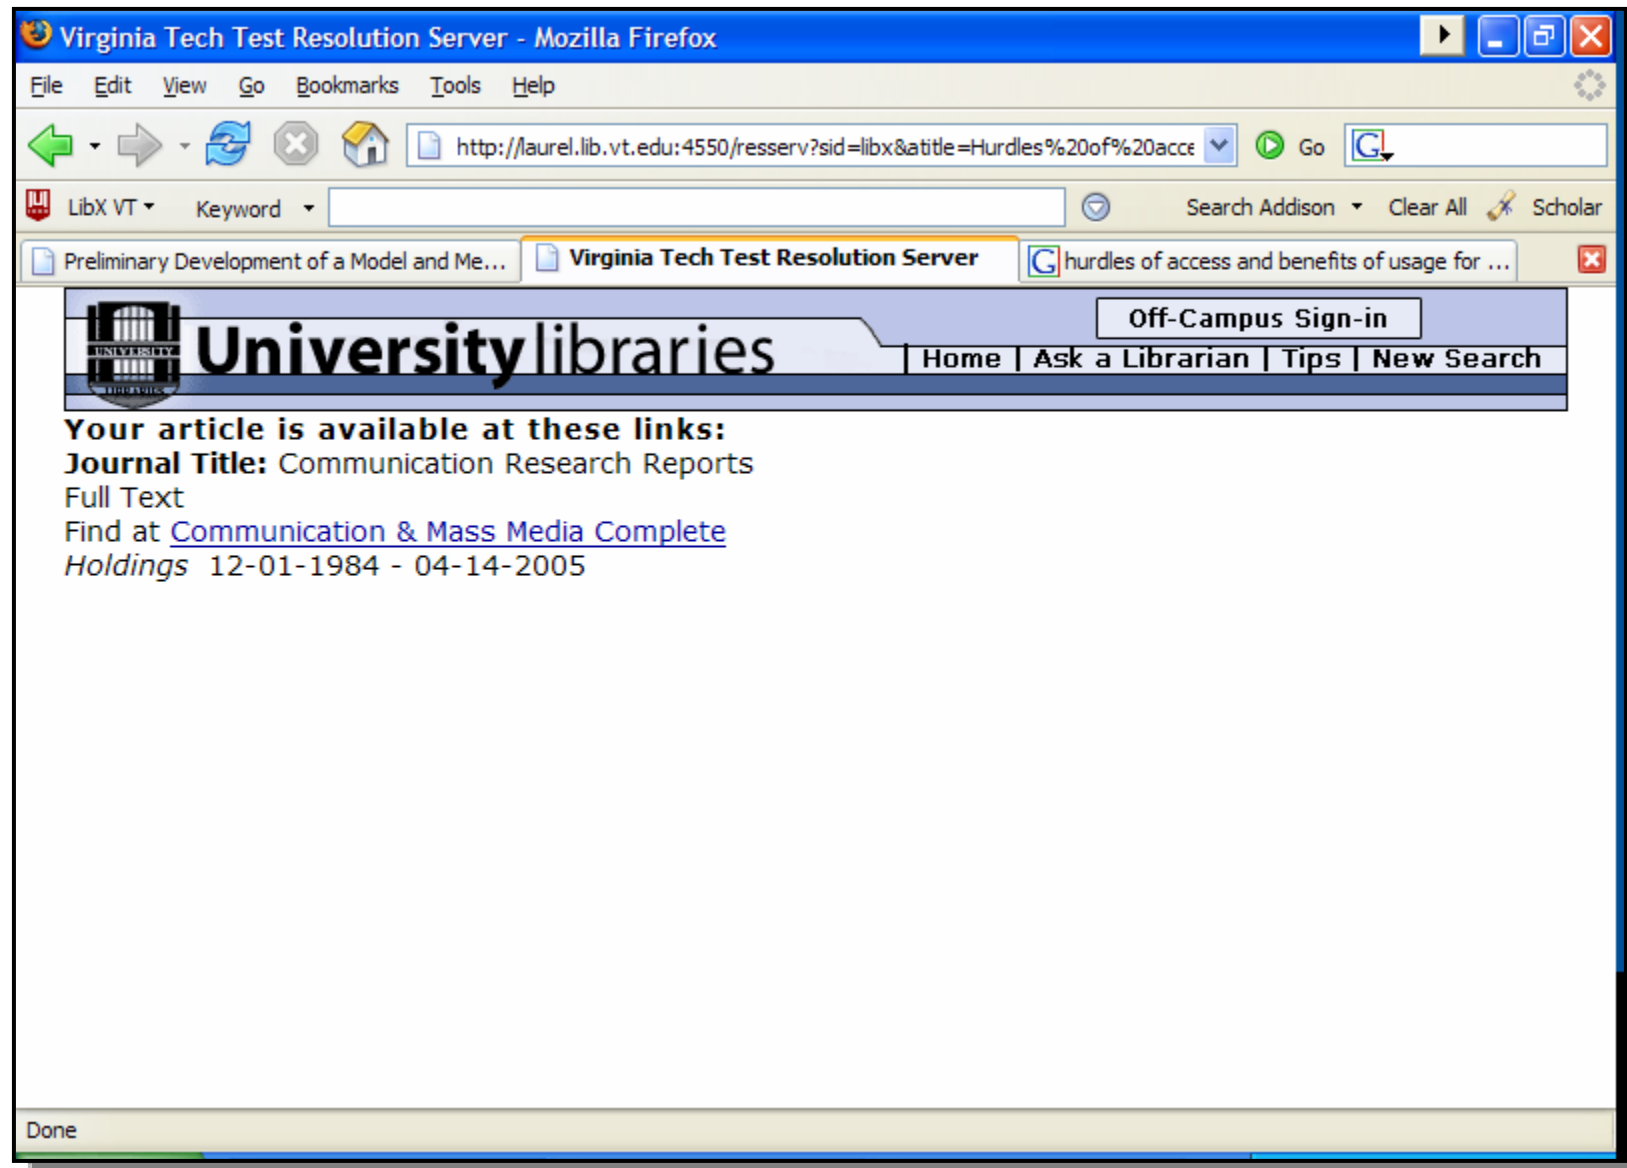 Virginia Tech Test Resolution Server - Mozilla Firefox
File Edit View Go Bookmarks Tools Help
http://laurel.lib.vt.edu:4550/resserv?sid=libx&atitle=Hurdles%20of%20acce Go G
LibX VT Keyword Search Addison Clear All Scholar
Preliminary Development of a Model and Me... Virginia Tech Test Resolution Server G hurdles of access and benefits of usage for ...
Off-Campus Sign-in
UNIVERSITY LIBRARIES
Universitylibraries
| Home | Ask a Librarian | Tips | New Search
Your article is available at these links:
Journal Title: Communication Research Reports
Full Text
Find at Communication & Mass Media Complete
Holdings 12-01-1984 - 04-14-2005
Done